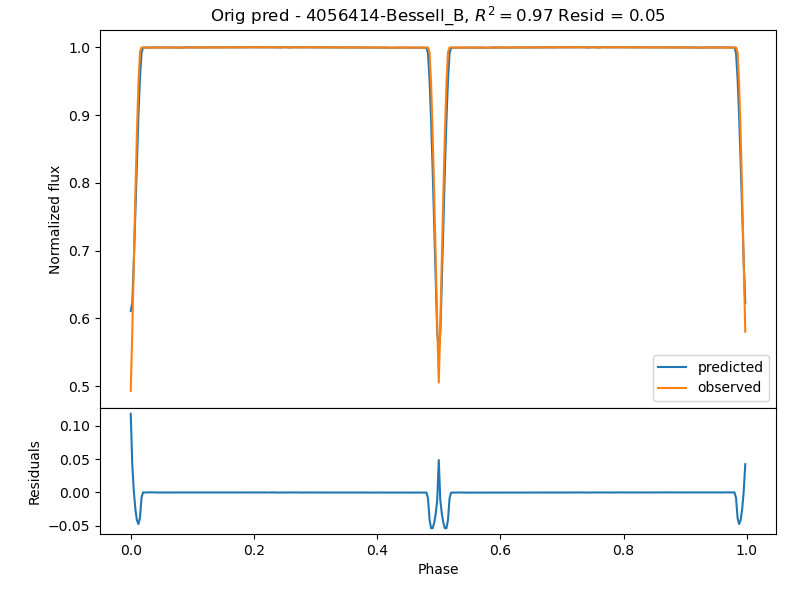 Orig pred - 4056414-Bessell_B, $R^2 = 0.97$ Resid = 0.05
Normalized flux
1.0
0.9
0.8
0.7
0.6
0.5
predicted
observed
Residuals
0.10
0.05
0.00
−0.05
0.0 0.2 0.4 0.6 0.8 1.0
Phase